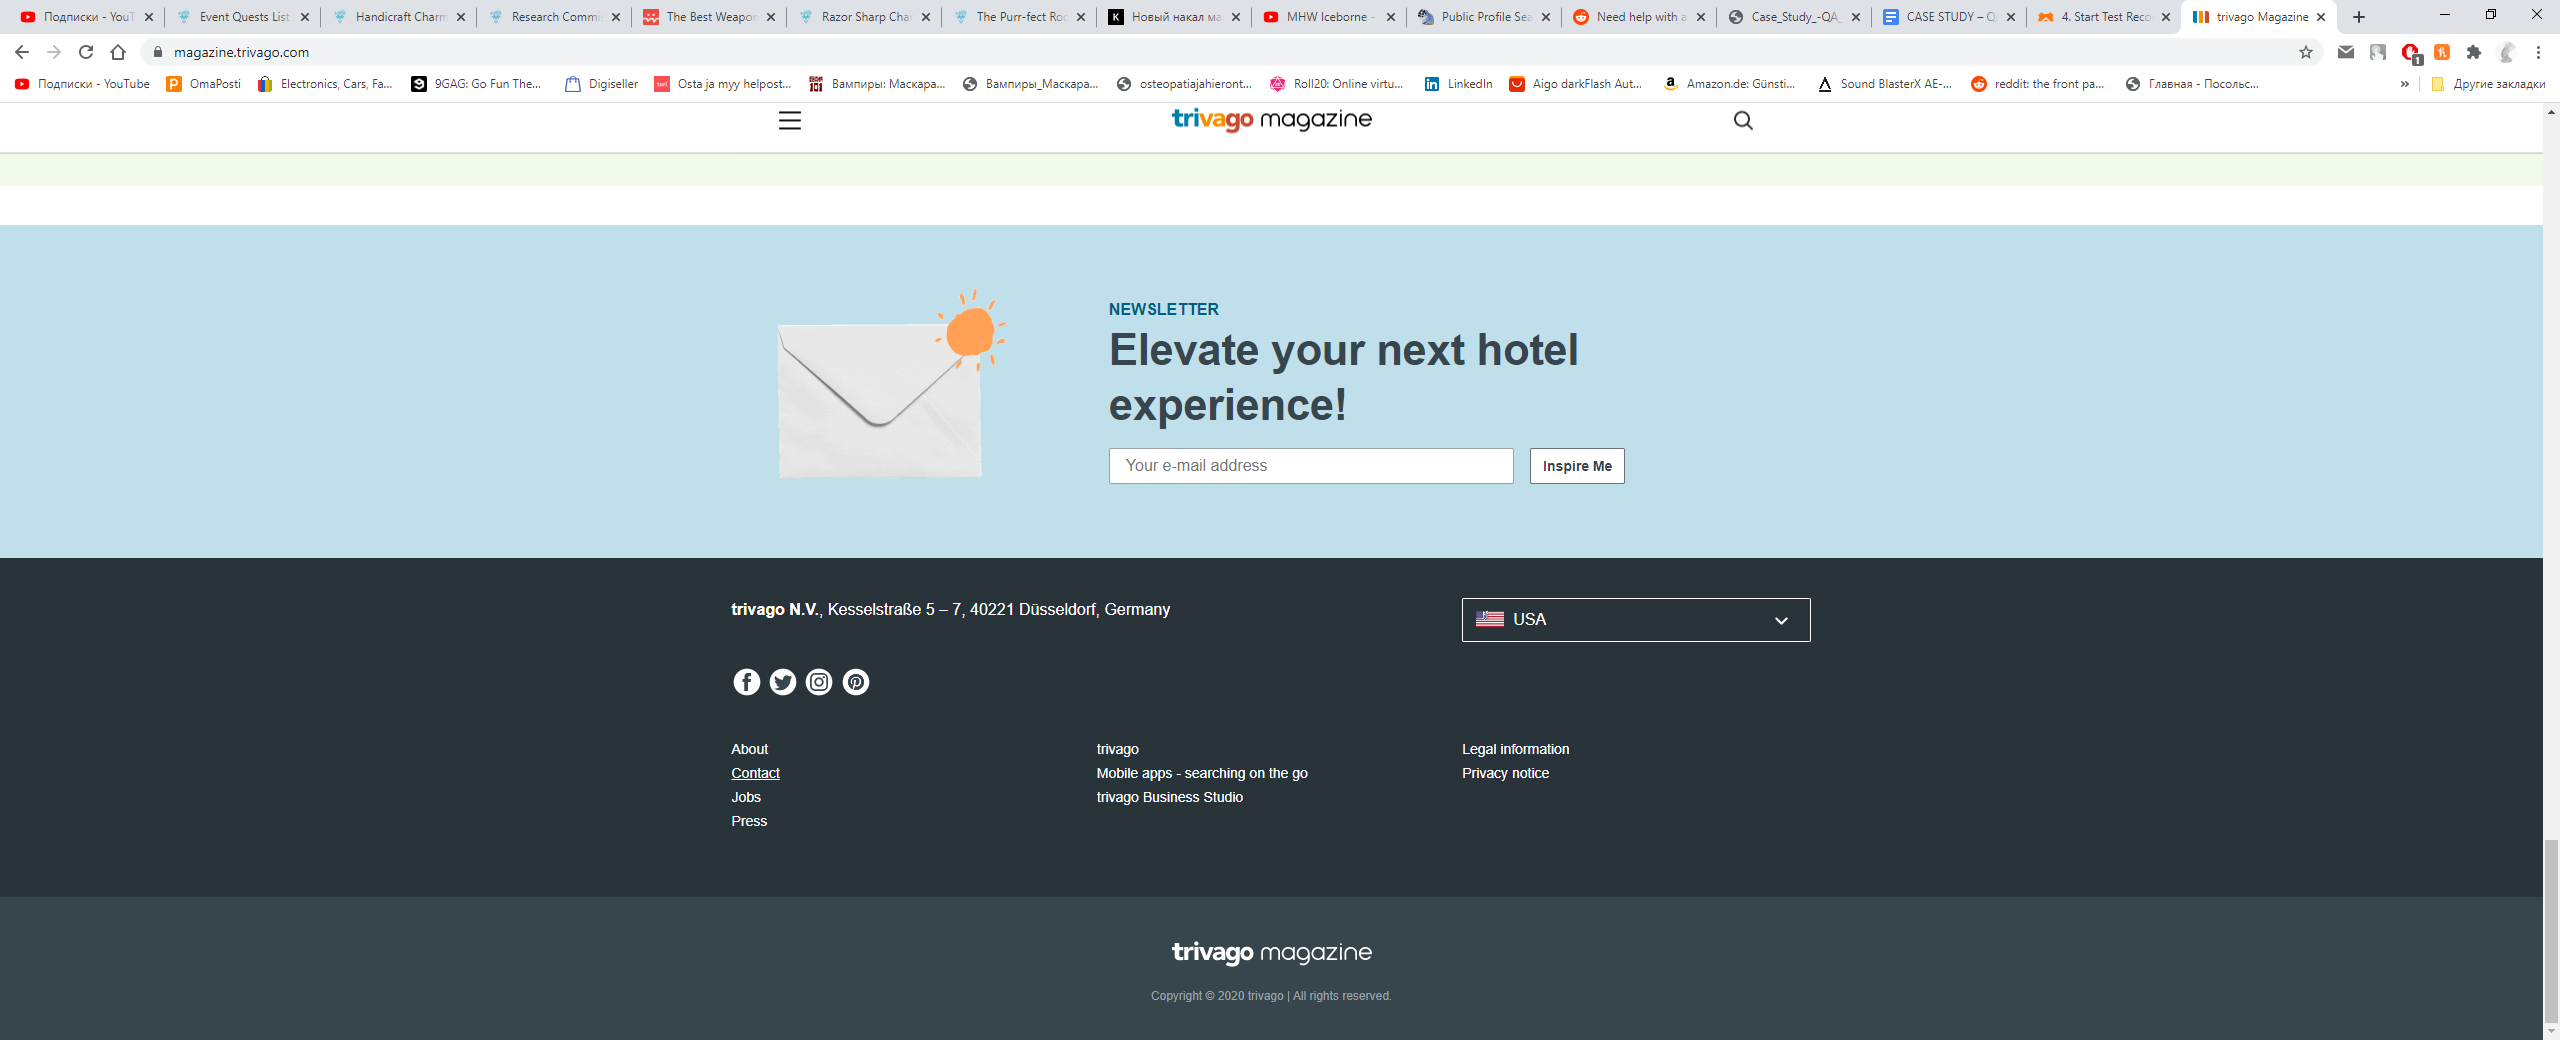 Подписки - YouT
Event Quests List
Handicraft Charm
Research Commis
The Best Weapon
Razor Sharp Char
The Purr-fect Roo
Новый накал ма
MHW Iceborne -
Public Profile Sea
Need help with a
Case_Study_-QA_
CASE STUDY – Q
4. Start Test Reco
trivago Magazine
magazine.trivago.com
1
Подписки - YouTube
OmaPosti
Electronics, Cars, Fa...
9GAG: Go Fun The...
Digiseller
tori
Osta ja myy helpost...
Вампиры: Маскара...
Вампиры_Маскара...
osteopatiajahieront...
Roll20: Online virtu...
LinkedIn
Aigo darkFlash Aut...
Amazon.de: Günsti...
Sound BlasterX AE-...
reddit: the front pa...
Главная - Посольс...
»
Другие закладки
trivago magazine
NEWSLETTER
Elevate your next hotel
experience!
Your e-mail address
Inspire Me
trivago N.V., Kesselstraße 5 – 7, 40221 Düsseldorf, Germany
USA
About
Contact
Jobs
Press
trivago
Mobile apps - searching on the go
trivago Business Studio
Legal information
Privacy notice
trivago magazine
Copyright © 2020 trivago | All rights reserved.